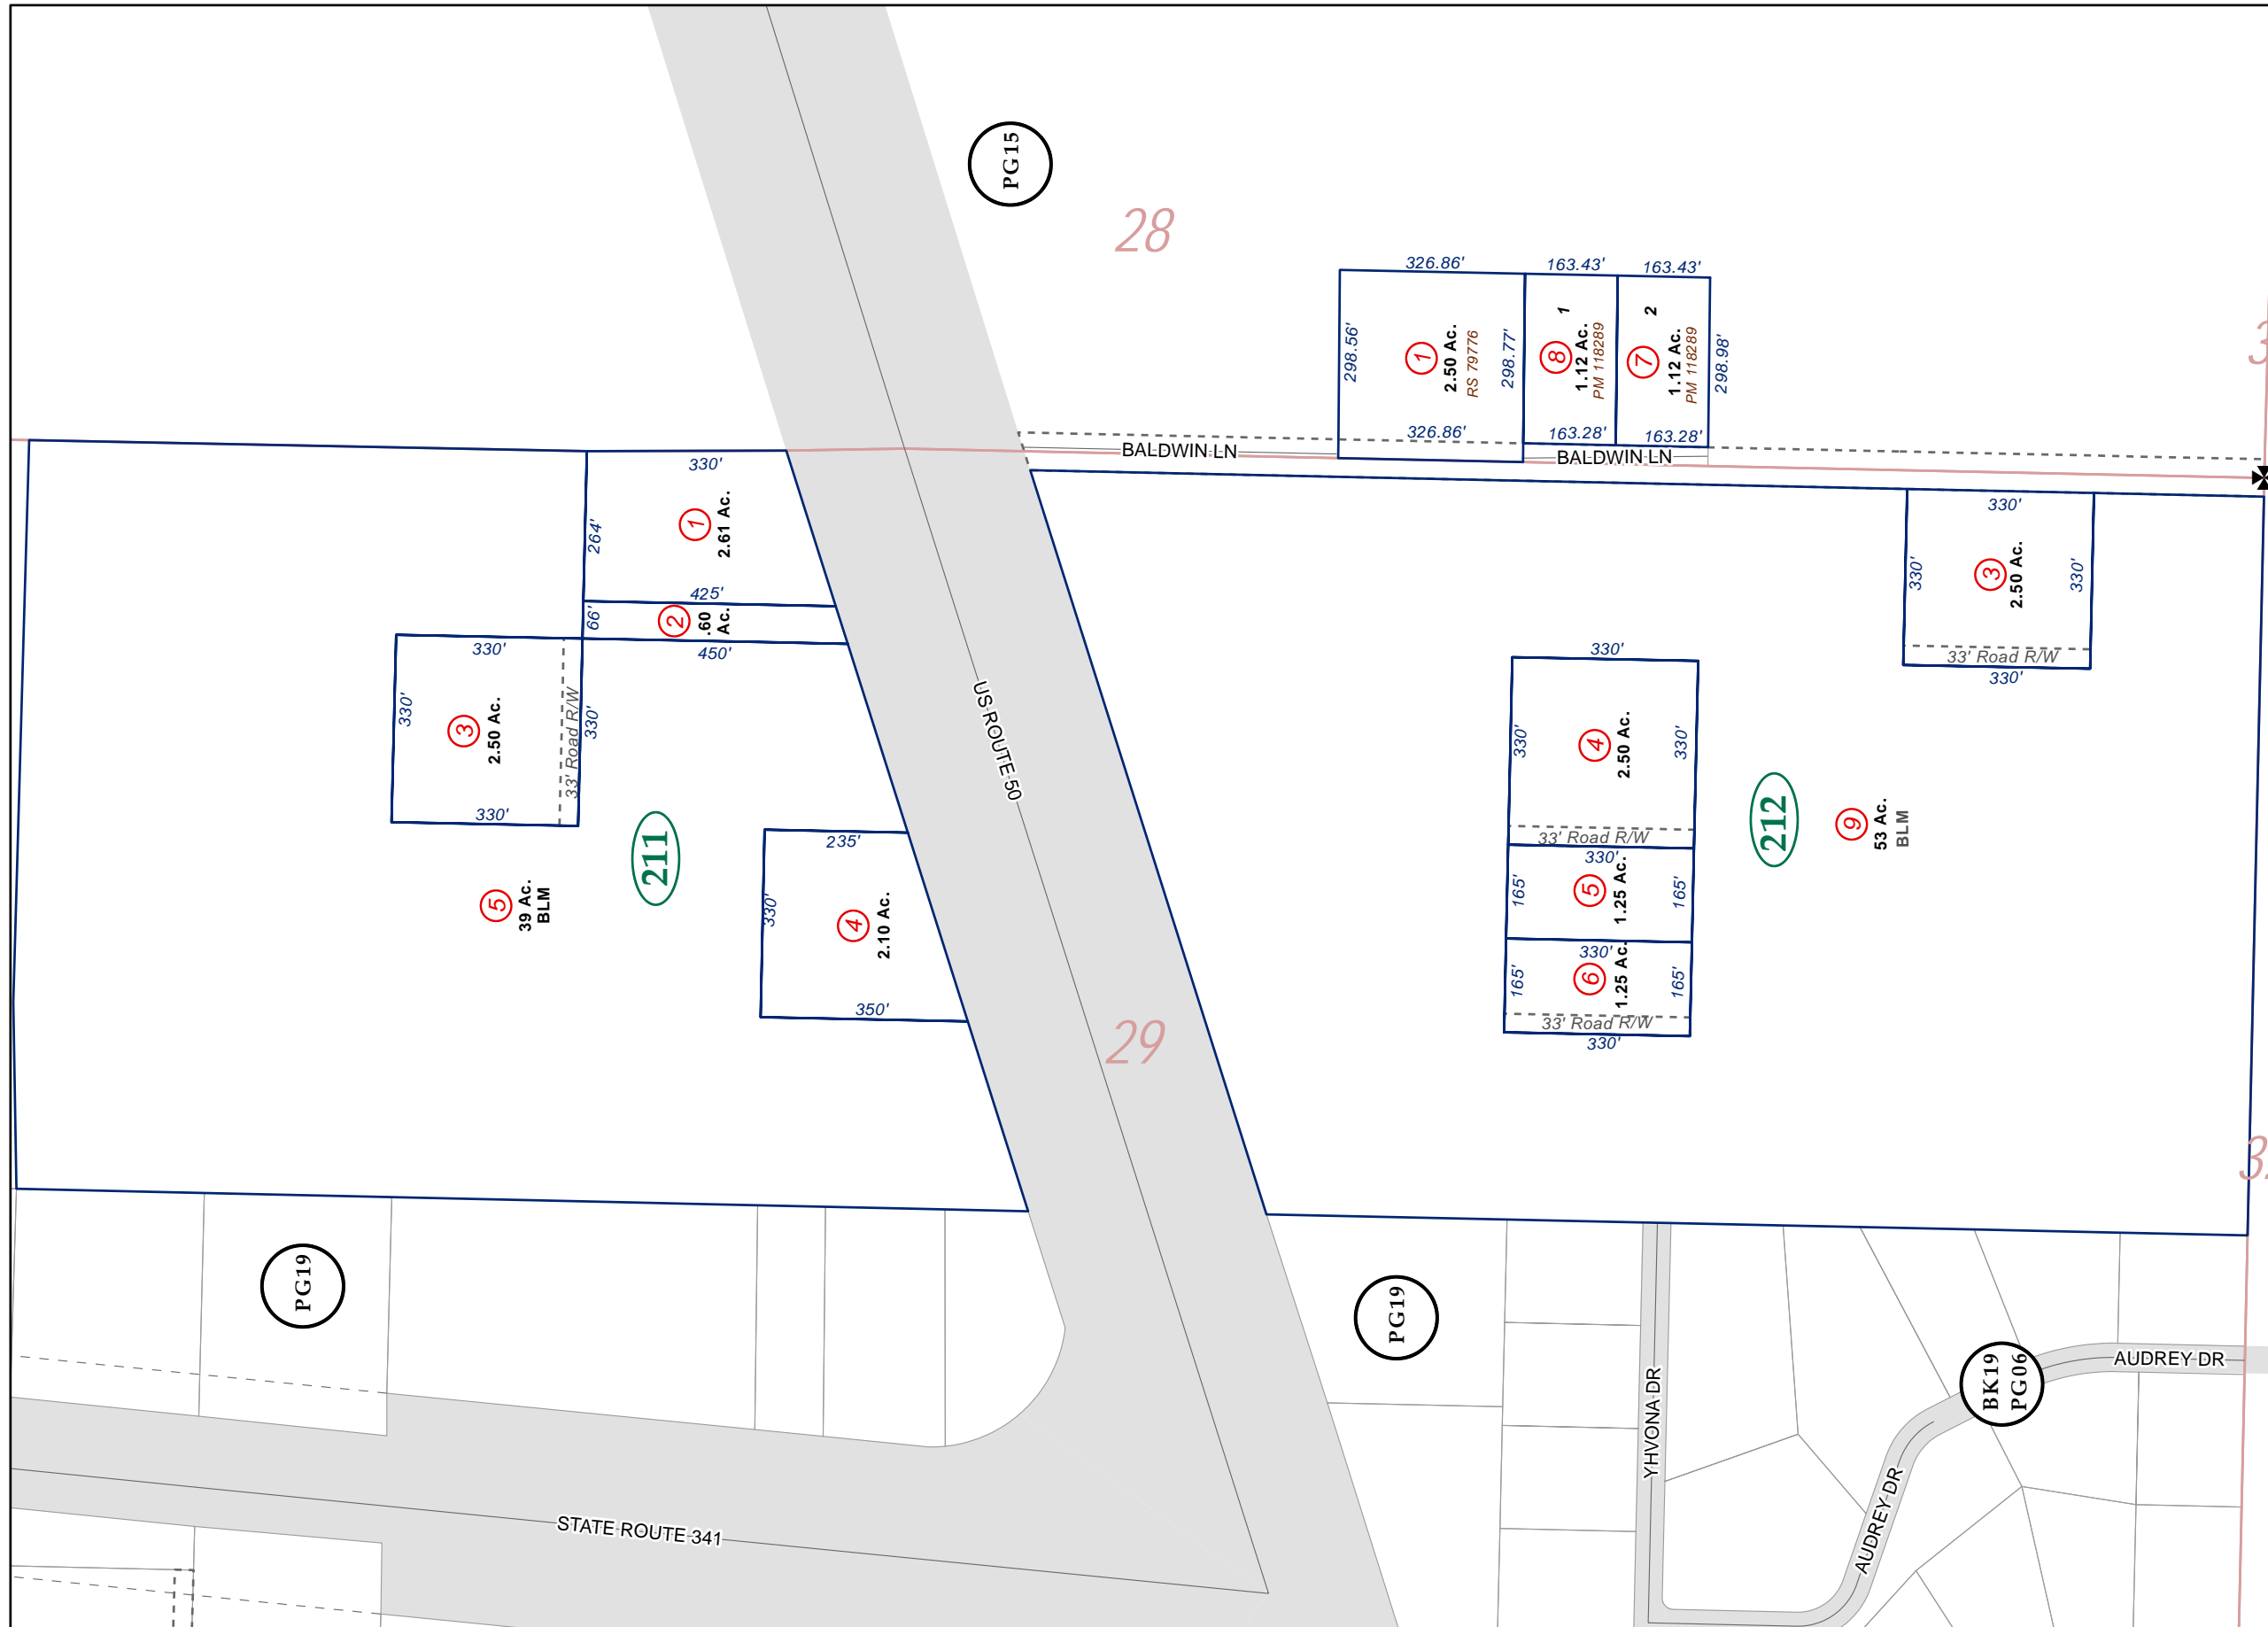 PG15
28
326.86'
163.43'
163.43'
298.56'
1
2.50 Ac.
RS 79776
298.77'
8
1
1.12 Ac.
PM 118289
7
2
1.12 Ac.
PM 118289
298.98'
326.86'
163.28'
163.28'
BALDWIN LN
BALDWIN LN
330'
264'
1
2.61 Ac.
425'
66'
2
.60
Ac.
450'
330'
330'
3
2.50 Ac.
33' Road R/W
330'
330'
211
5
39 Ac.
BLM
235'
330'
4
2.10 Ac.
350'
US ROUTE 50
29
330'
330'
3
2.50 Ac.
330'
33' Road R/W
330'
330'
330'
4
2.50 Ac.
330'
33' Road R/W
330'
165'
5
1.25 Ac.
165'
330'
165'
6
1.25 Ac.
165'
33' Road R/W
330'
212
9
53 Ac.
BLM
PG19
PG19
BK19
PG06
AUDREY DR
AUDREY DR
YHVONA DR
STATE ROUTE 341